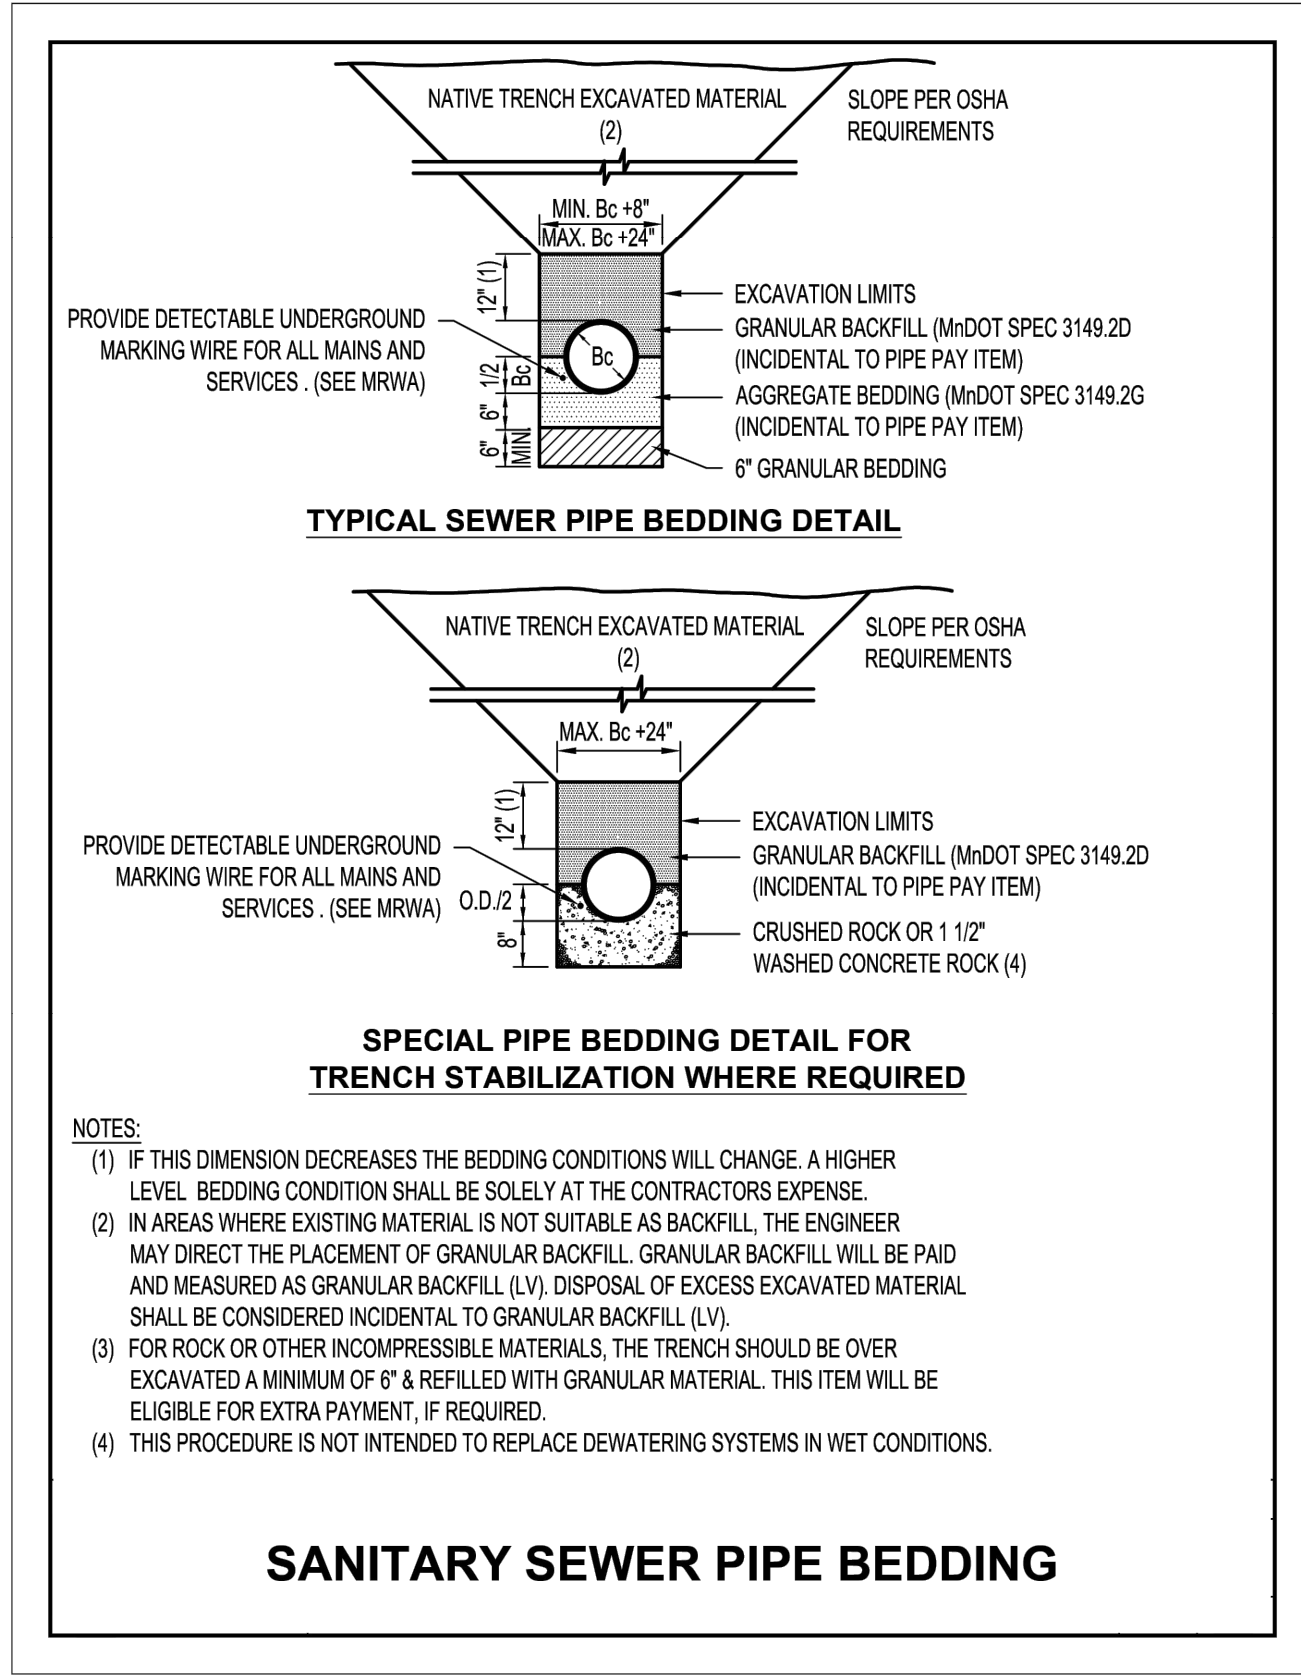 NATIVE TRENCH EXCAVATED MATERIAL
(2)
SLOPE PER OSHA
REQUIREMENTS
MIN. Bc +8"
MAX. Bc +24"
12" (1)
1/2
Bc
6"
6"
MIN.
Bc
PROVIDE DETECTABLE UNDERGROUND
MARKING WIRE FOR ALL MAINS AND
SERVICES . (SEE MRWA)
EXCAVATION LIMITS
GRANULAR BACKFILL (MnDOT SPEC 3149.2D
(INCIDENTAL TO PIPE PAY ITEM)
AGGREGATE BEDDING (MnDOT SPEC 3149.2G
(INCIDENTAL TO PIPE PAY ITEM)
6" GRANULAR BEDDING
TYPICAL SEWER PIPE BEDDING DETAIL
NATIVE TRENCH EXCAVATED MATERIAL
(2)
SLOPE PER OSHA
REQUIREMENTS
MAX. Bc +24"
12" (1)
O.D./2
8"
PROVIDE DETECTABLE UNDERGROUND
MARKING WIRE FOR ALL MAINS AND
SERVICES . (SEE MRWA)
EXCAVATION LIMITS
GRANULAR BACKFILL (MnDOT SPEC 3149.2D
(INCIDENTAL TO PIPE PAY ITEM)
CRUSHED ROCK OR 1 1/2"
WASHED CONCRETE ROCK (4)
SPECIAL PIPE BEDDING DETAIL FOR
TRENCH STABILIZATION WHERE REQUIRED
NOTES:
(1) IF THIS DIMENSION DECREASES THE BEDDING CONDITIONS WILL CHANGE. A HIGHER
LEVEL BEDDING CONDITION SHALL BE SOLELY AT THE CONTRACTORS EXPENSE.
(2) IN AREAS WHERE EXISTING MATERIAL IS NOT SUITABLE AS BACKFILL, THE ENGINEER
MAY DIRECT THE PLACEMENT OF GRANULAR BACKFILL. GRANULAR BACKFILL WILL BE PAID
AND MEASURED AS GRANULAR BACKFILL (LV). DISPOSAL OF EXCESS EXCAVATED MATERIAL
SHALL BE CONSIDERED INCIDENTAL TO GRANULAR BACKFILL (LV).
(3) FOR ROCK OR OTHER INCOMPRESSIBLE MATERIALS, THE TRENCH SHOULD BE OVER
EXCAVATED A MINIMUM OF 6" & REFILLED WITH GRANULAR MATERIAL. THIS ITEM WILL BE
ELIGIBLE FOR EXTRA PAYMENT, IF REQUIRED.
(4) THIS PROCEDURE IS NOT INTENDED TO REPLACE DEWATERING SYSTEMS IN WET CONDITIONS.
SANITARY SEWER PIPE BEDDING